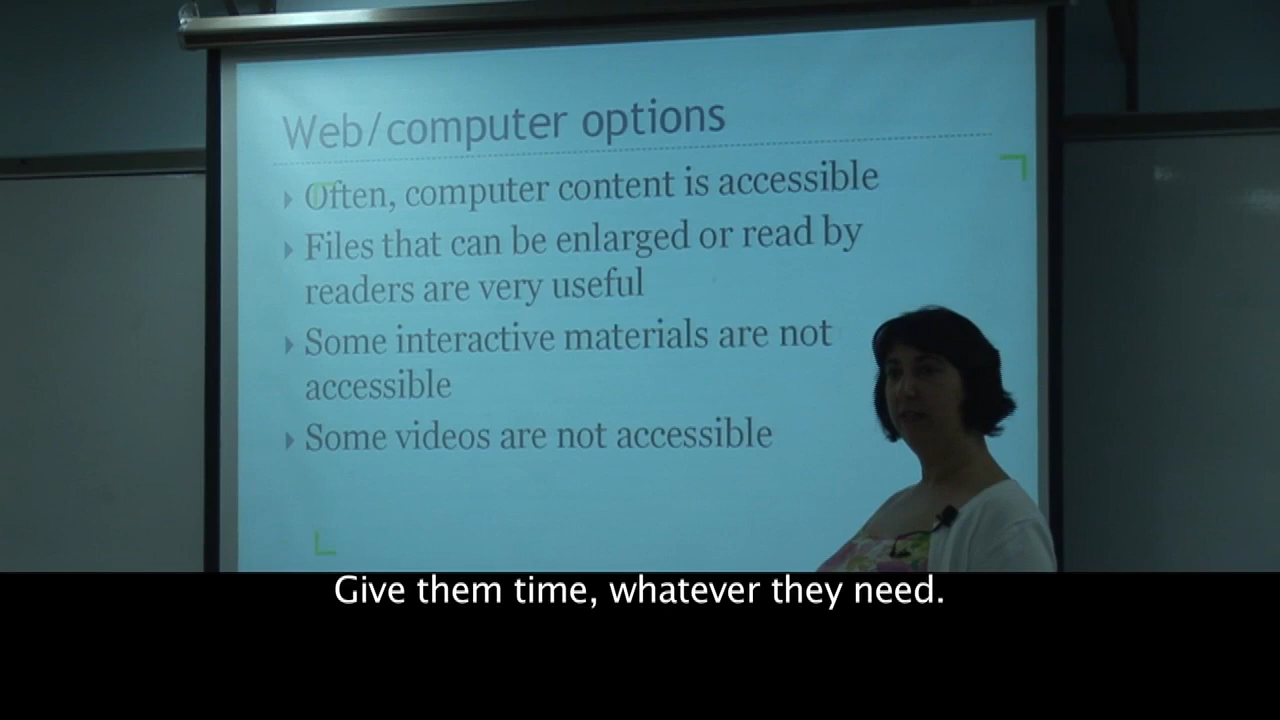 Web/computer options
Often, computer content is accessible
Files that can be enlarged or read by
readers are very useful
Some interactive materials are not
accessible
Some videos are not accessible
Give them time, whatever they need.